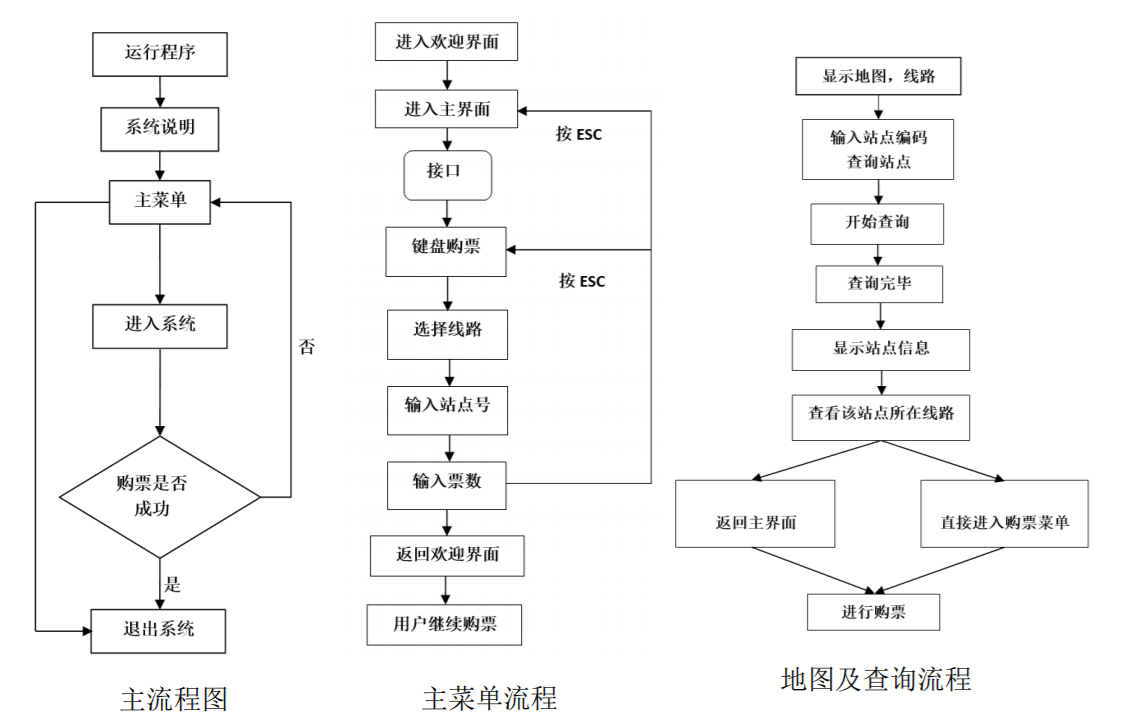 运行程序
系统说明
主菜单
进入系统
否
购票是否
成功
是
退出系统
主流程图
进入欢迎界面
进入主界面
按 ESC
接口
键盘购票
按 ESC
选择线路
输入站点号
输入票数
返回欢迎界面
用户继续购票
主菜单流程
显示地图，线路
输入站点编码
查询站点
开始查询
查询完毕
显示站点信息
查看该站点所在线路
返回主界面
直接进入购票菜单
进行购票
地图及查询流程